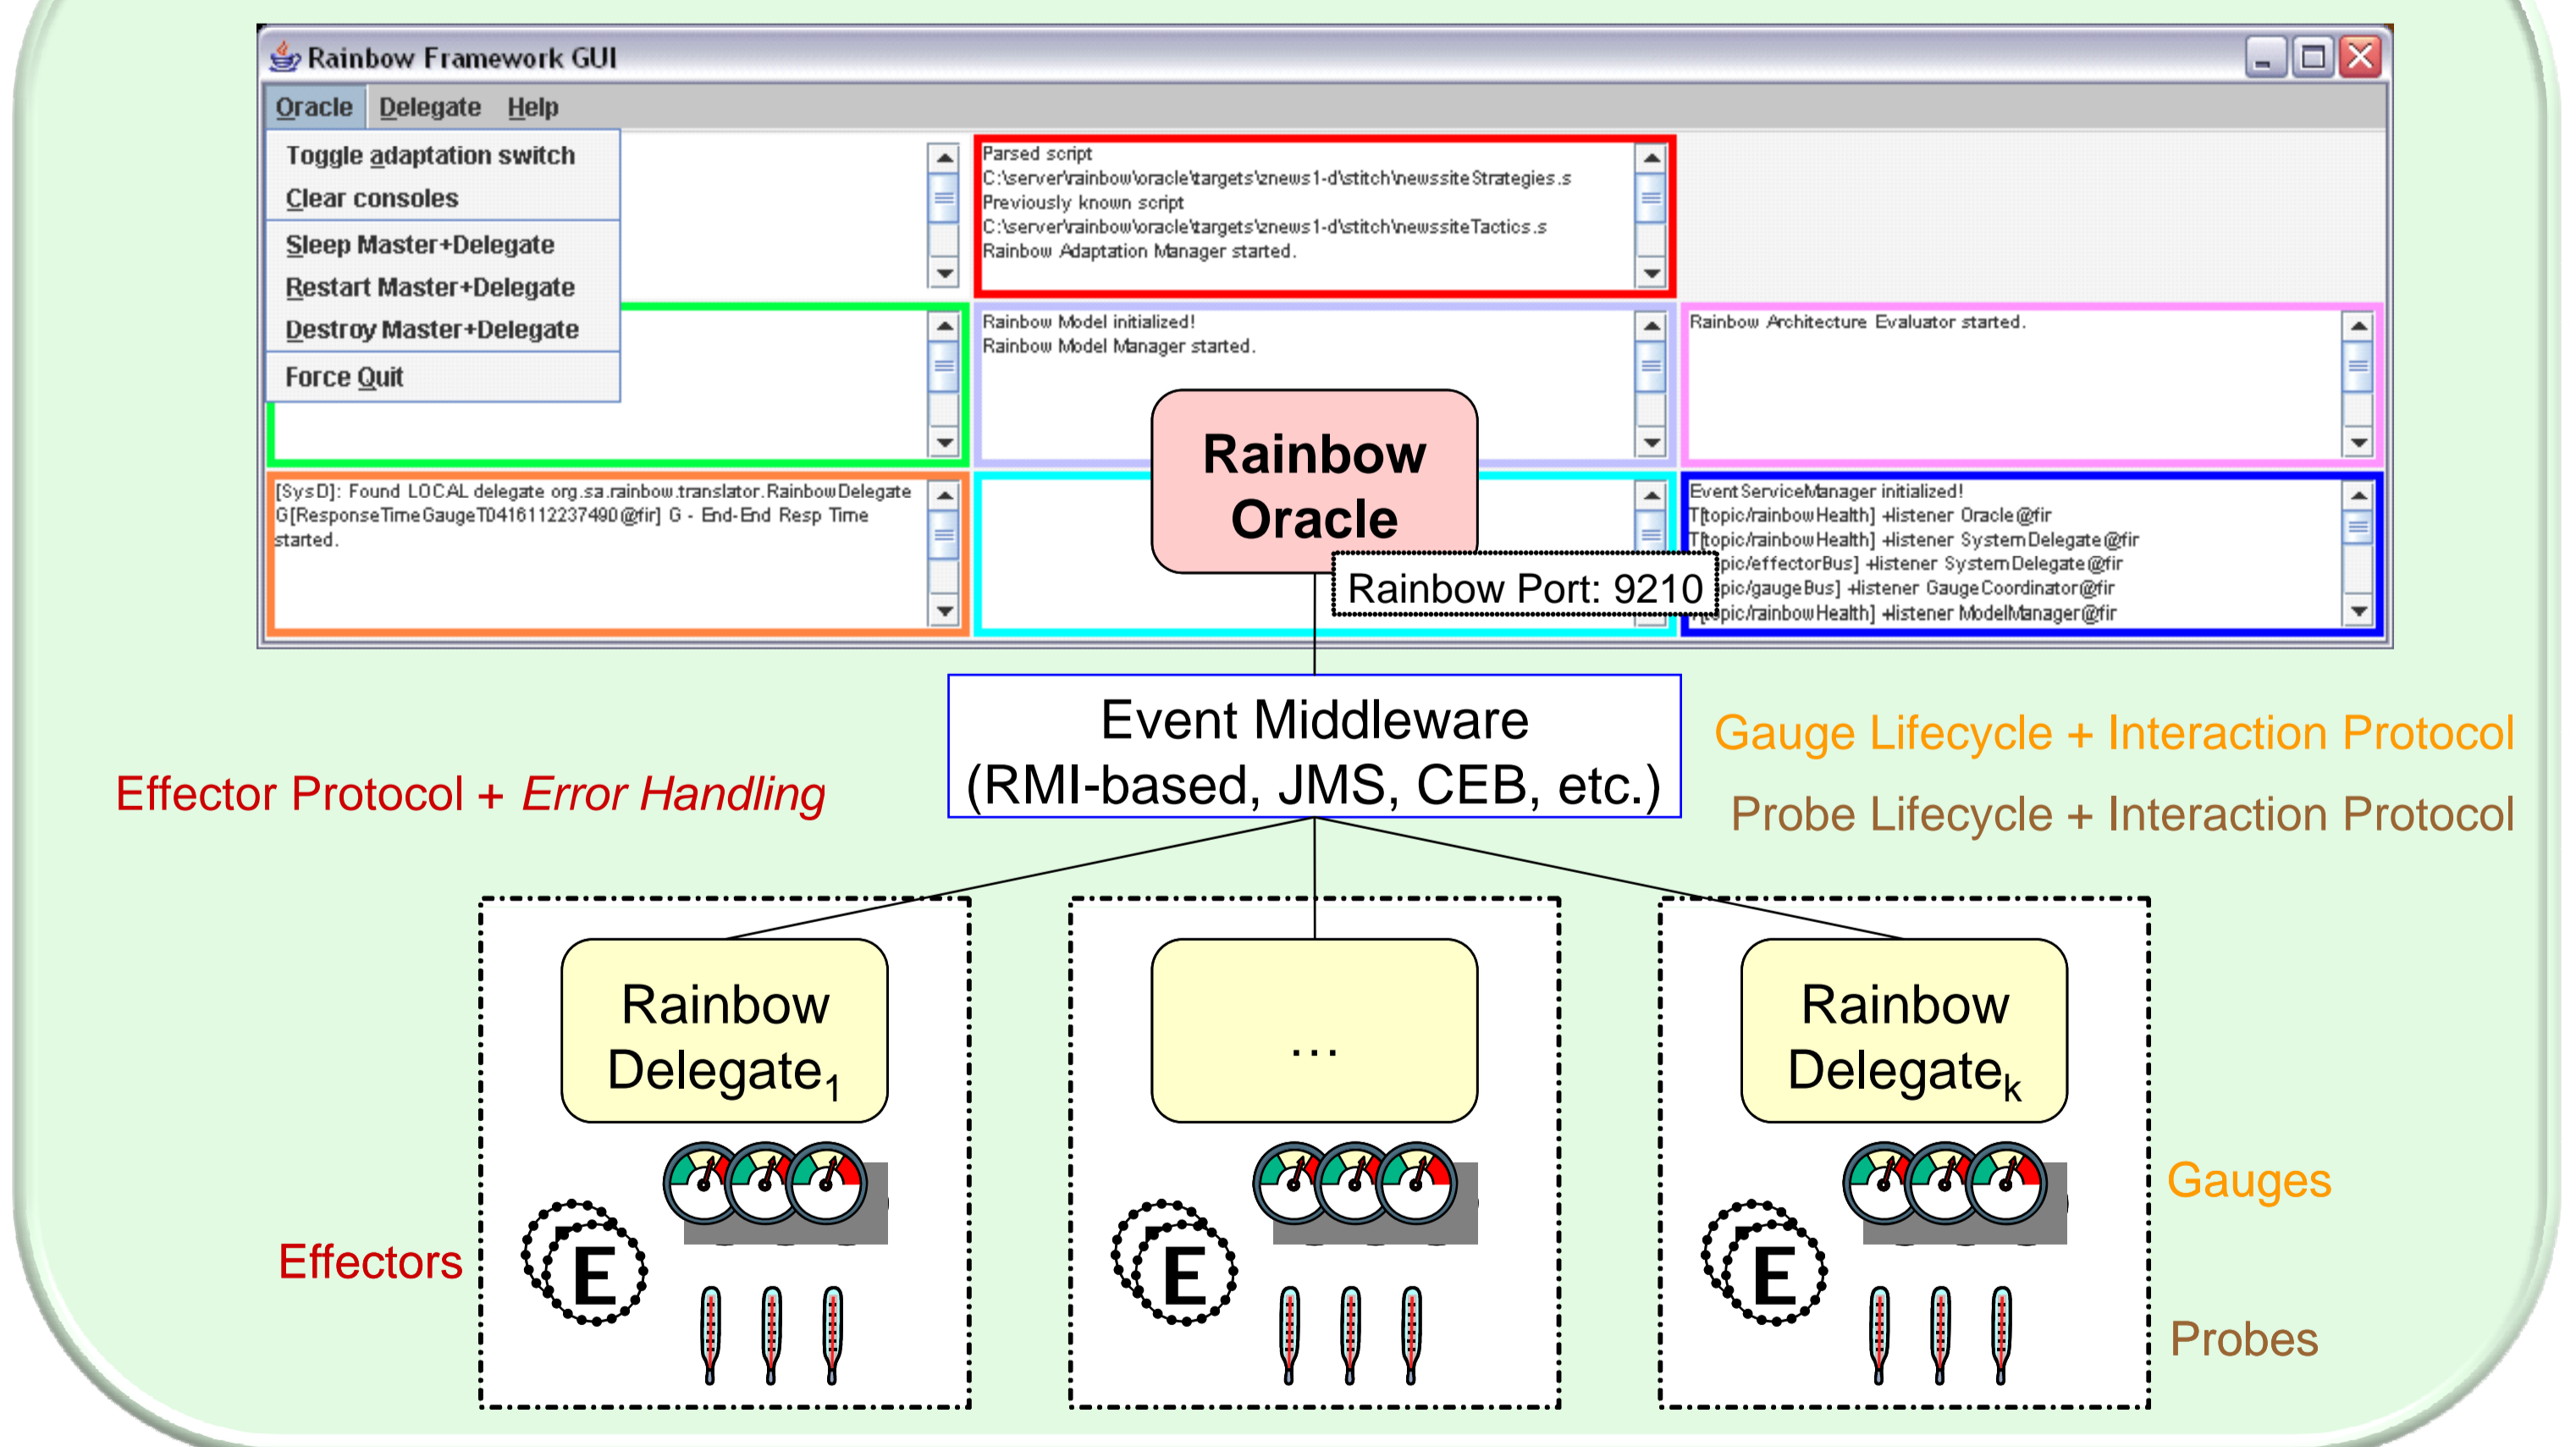 Rainbow Framework GUI
Oracle Delegate Help
Toggle adaptation switch
Clear consoles
Sleep Master+Delegate
Restart Master+Delegate
Destroy Master+Delegate
Force Quit
Parsed script
C:\server\rainbow\oracle\targets\znews1-d\stitch\newssiteStrategies.s
Previously known script
C:\server\rainbow\oracle\targets\znews1-d\stitch\newssiteTactics.s
Rainbow Adaptation Manager started.
Rainbow Model initialized!
Rainbow Model Manager started.
Rainbow Architecture Evaluator started.
[SysD]: Found LOCAL delegate org.sa.rainbow.translator.RainbowDelegate
G[ResponseTimeGaugeT0416112237490@fir] G - End-End Resp Time
started.
EventServiceManager initialized!
T[topic/rainbowHealth] +listener Oracle@fir
T[topic/rainbowHealth] +listener SystemDelegate@fir
pic/effectorBus] +listener SystemDelegate@fir
pic/gaugeBus] +listener GaugeCoordinator@fir
T[topic/rainbowHealth] +listener ModelManager@fir
Rainbow
Oracle
Rainbow Port: 9210
Event Middleware
(RMI-based, JMS, CEB, etc.)
Gauge Lifecycle + Interaction Protocol
Effector Protocol + Error Handling
Probe Lifecycle + Interaction Protocol
Rainbow
Delegate1
...
Rainbow
Delegatek
Gauges
Effectors
E
E
E
Probes